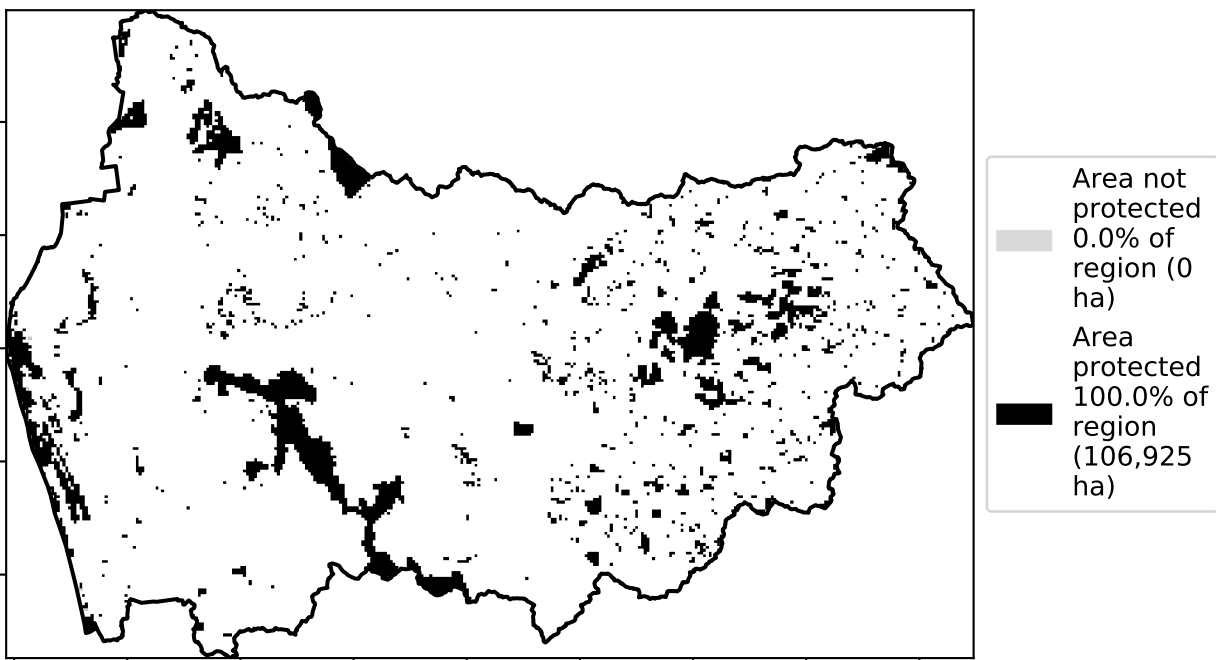 Area not
protected
0.0% of
region (0
ha)
Area
protected
100.0% of
region
(106,925
ha)